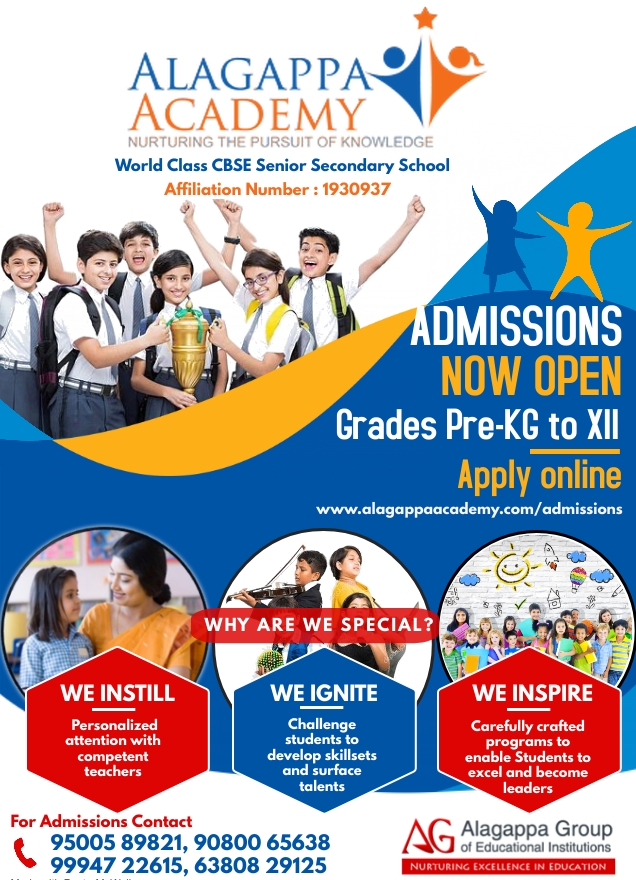 ALAGAPPA
ACADEMY
NURTURING THE PURSUIT OF KNOWLEDGE
World Class CBSE Senior Secondary School
Affiliation Number : 1930937
ADMISSIONS
NOW OPEN
Grades Pre-KG to XII
Apply online
www.alagappaacademy.com/admissions
WHY ARE WE SPECIAL?
WE INSTILL
Personalized
attention with
competent
teachers
WE IGNITE
Challenge
students to
develop skillsets
and surface
talents
WE INSPIRE
Carefully crafted
programs to
enable Students to
excel and become
leaders
For Admissions Contact
95005 89821, 90800 65638
99947 22615, 63808 29125
AG Alagappa Group
of Educational Institutions
NURTURING EXCELLENCE IN EDUCATION